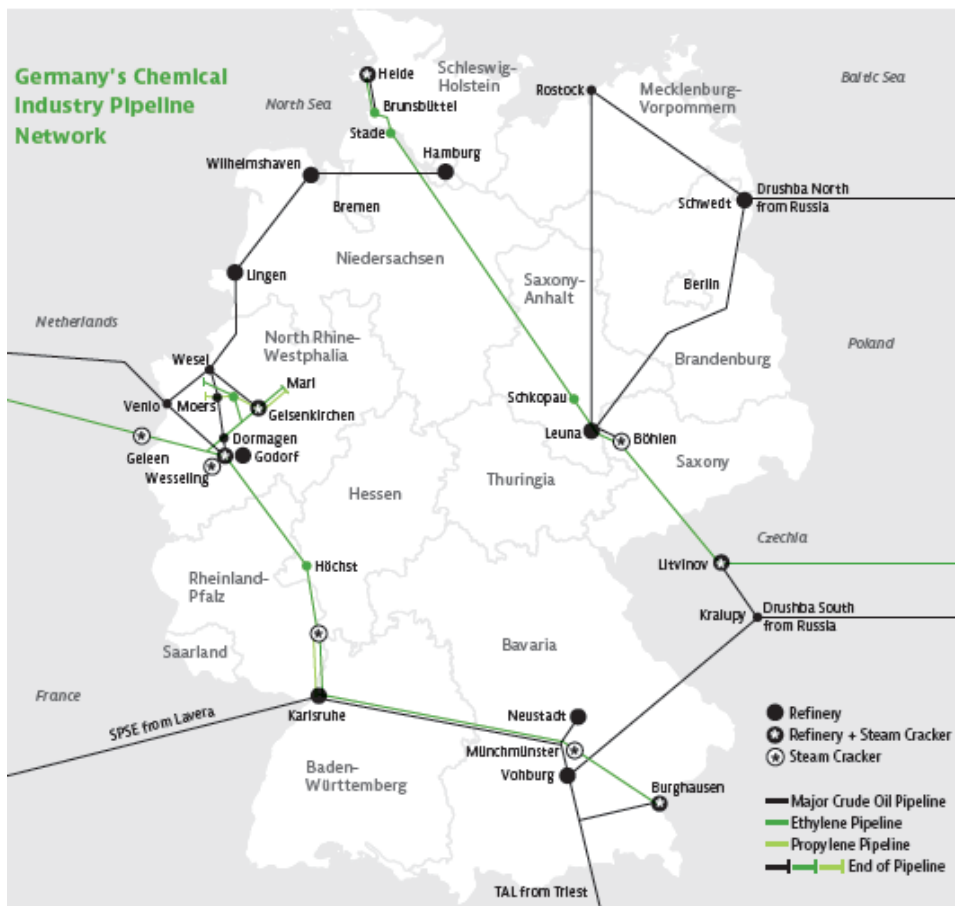 Germany's Chemical
Industry Pipeline
Network
North Sea
Baltic Sea
Heide
Schleswig-
Holstein
Brunsbüttel
Stade
Rostock
Mecklenburg-
Vorpommern
Wilhelmshaven
Hamburg
Bremen
Schwedt
Drushba North
from Russia
Lingen
Niedersachsen
Saxony-
Anhalt
Berlin
Netherlands
North Rhine-
Westphalia
Brandenburg
Poland
Wesel
Marl
Venlo
Moers
Gelsenkirchen
Schkopau
Leuna
Böhlen
Dormagen
Godorf
Geleen
Wesseling
Saxony
Hessen
Thuringia
Czechia
Höchst
Litvinov
Rheinland-
Pfalz
Kralupy
Drushba South
from Russia
Saarland
Bavaria
France
SPSE from Lavera
Karlsruhe
Neustadt
Münchmünster
Vohburg
Baden-
Württemberg
Burghausen
TAL from Triest
Refinery
Refinery + Steam Cracker
Steam Cracker
Major Crude Oil Pipeline
Ethylene Pipeline
Propylene Pipeline
End of Pipeline